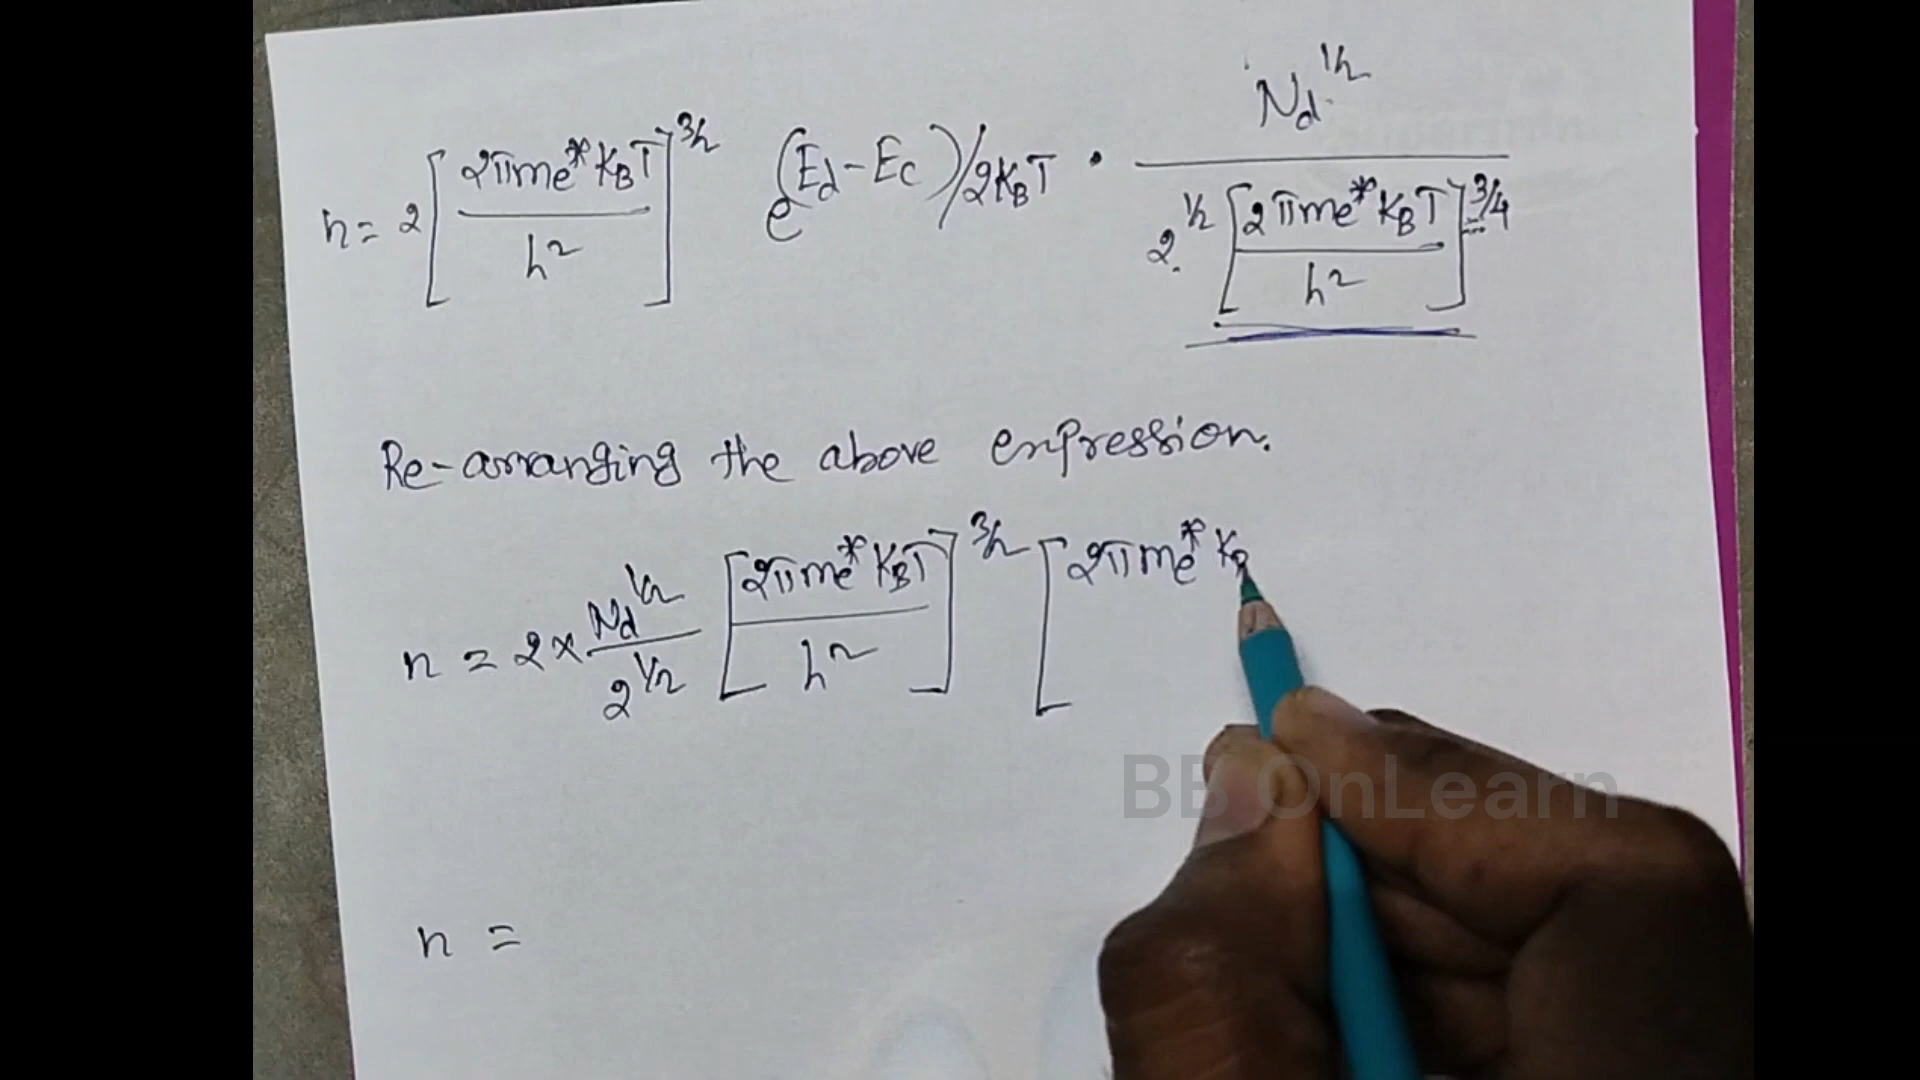 n = 2 [2πme*KBT / h²]^3/2 e^(Ed-Ec)/2KBT · Nd^1/2 / 2^1/2 [2πme*KBT / h²]^3/4
Re-arranging the above expression.
n = 2 × Nd^1/2 / 2^1/2 [2πme*KBT / h²]^3/2 [2πme*KB
BB OnLearn
n =